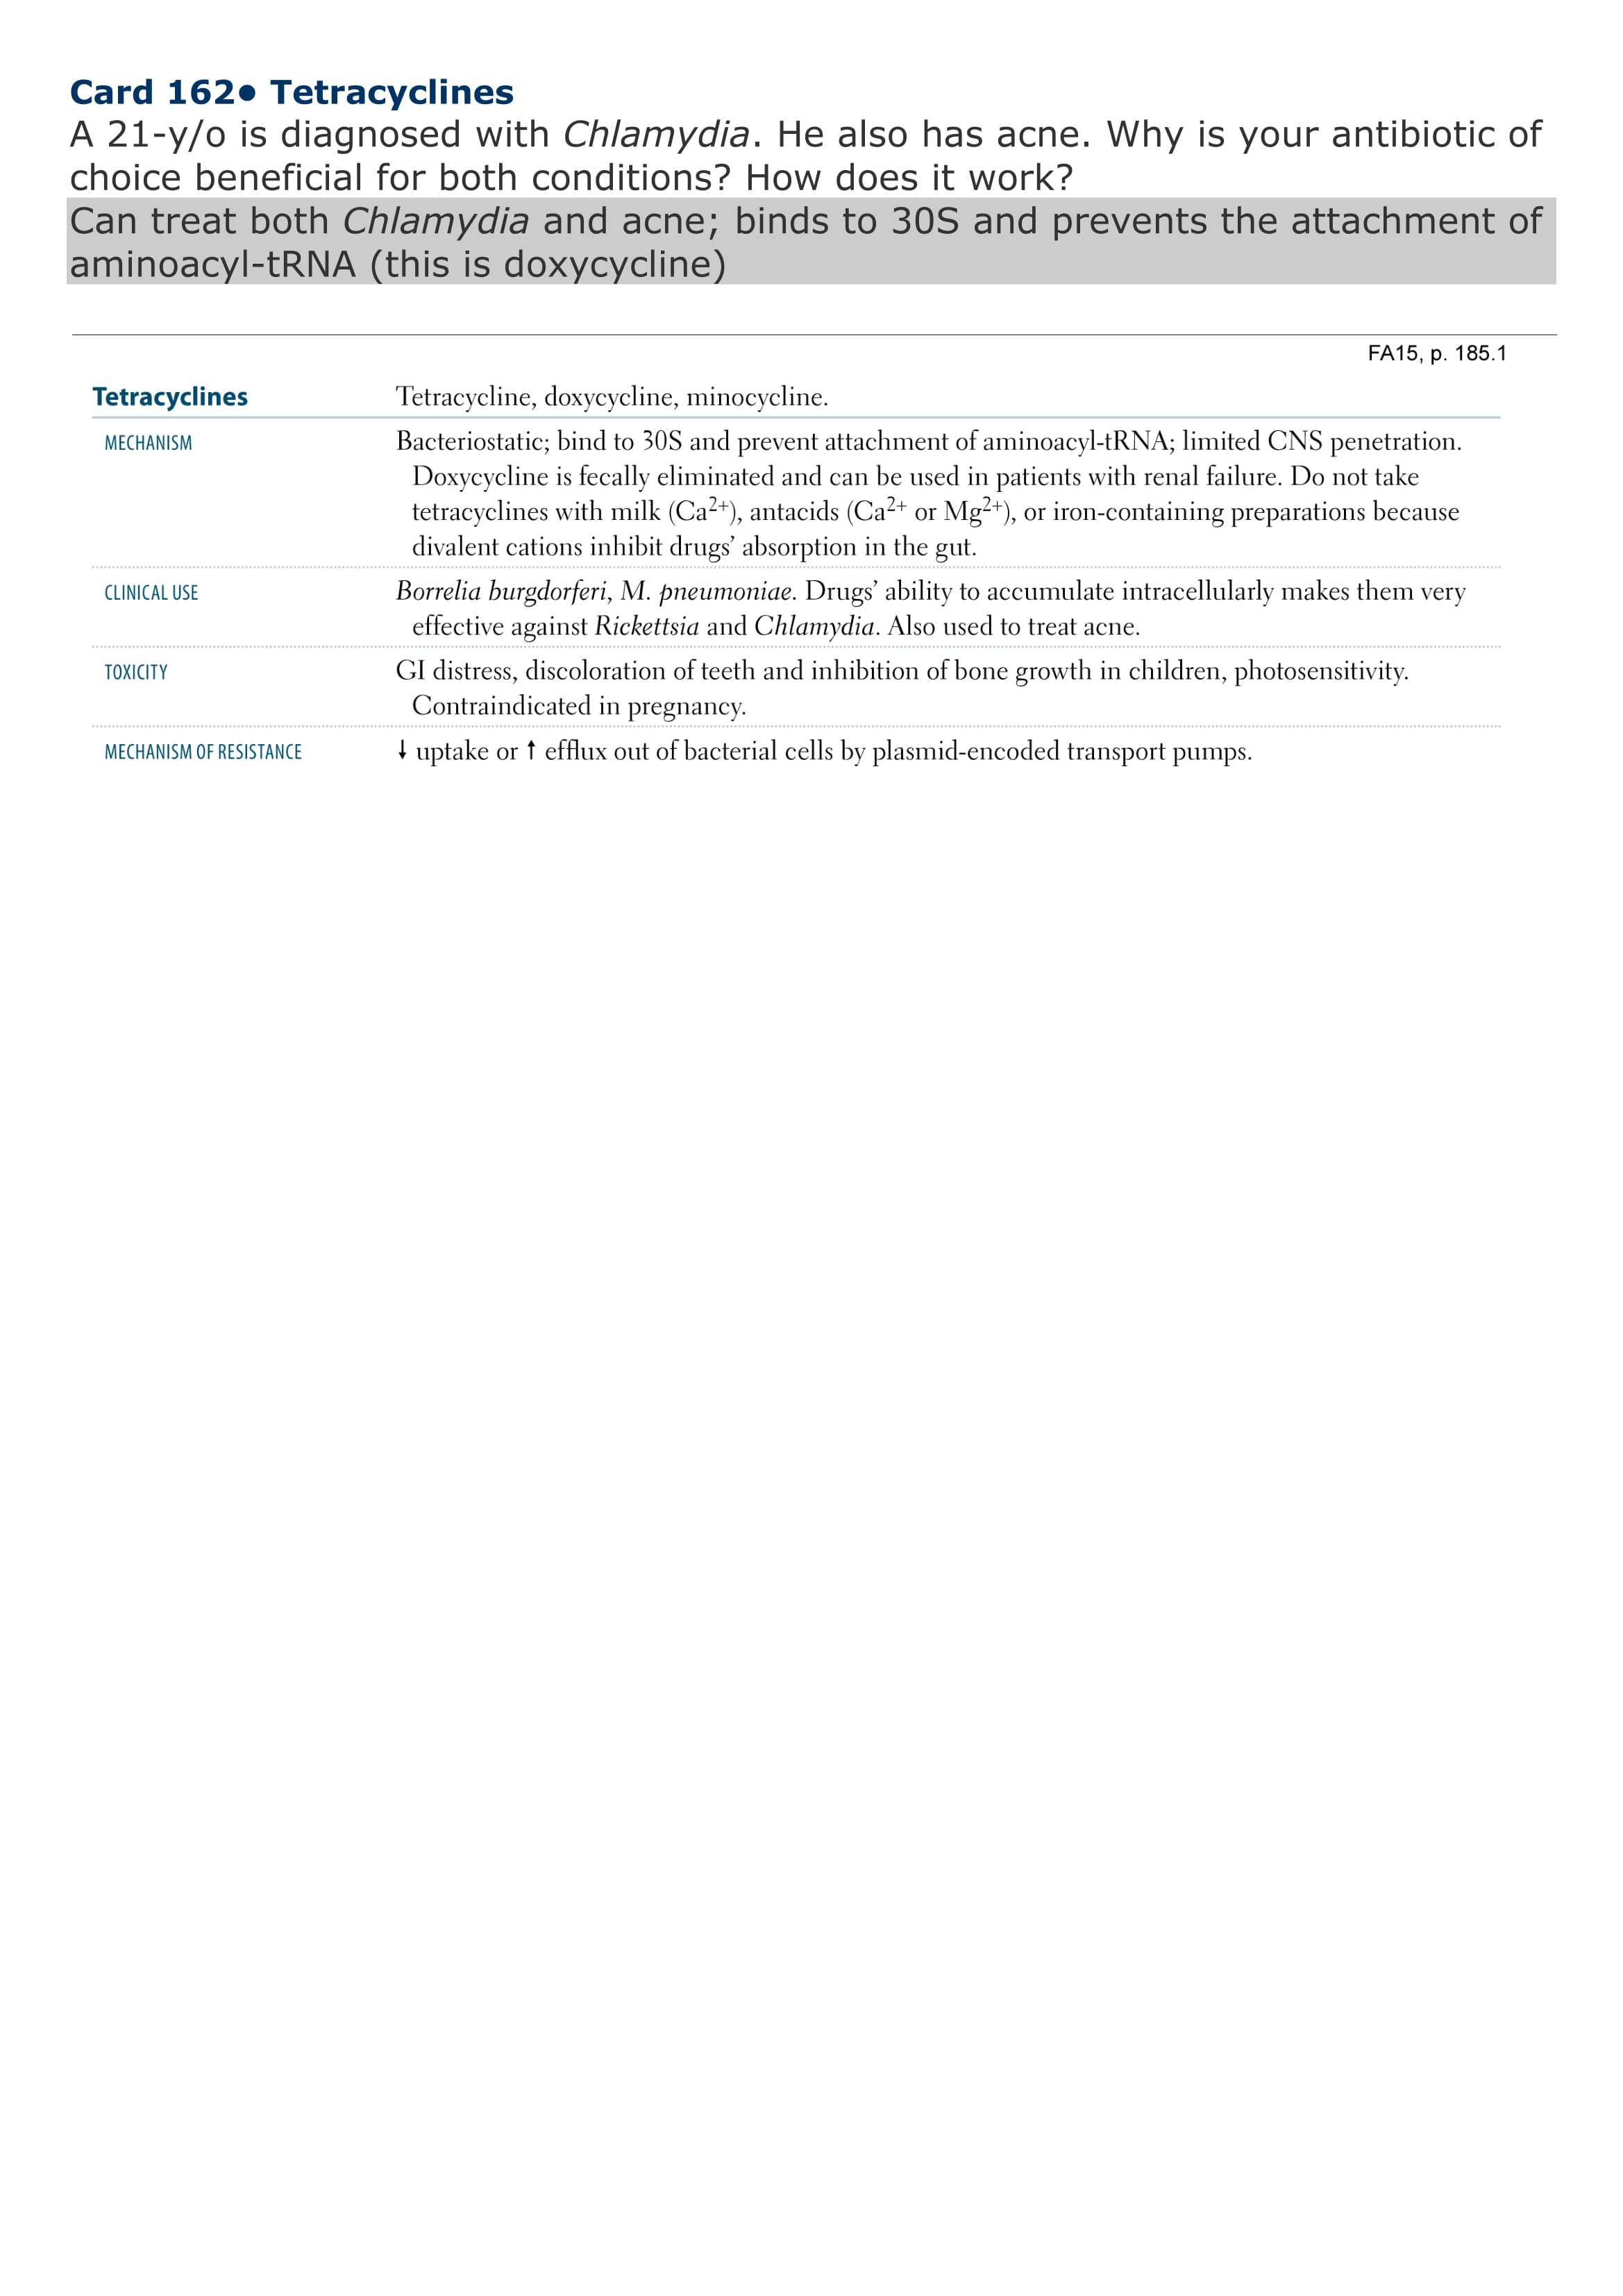 Card 162● Tetracyclines
A 21-y/o is diagnosed with Chlamydia. He also has acne. Why is your antibiotic of
choice beneficial for both conditions? How does it work?
Can treat both Chlamydia and acne; binds to 30S and prevents the attachment of
aminoacyl-tRNA (this is doxycycline)
FA15, p. 185.1
Tetracyclines Tetracycline, doxycycline, minocycline.
MECHANISM Bacteriostatic; bind to 30S and prevent attachment of aminoacyl-tRNA; limited CNS penetration.
Doxycycline is fecally eliminated and can be used in patients with renal failure. Do not take
tetracyclines with milk (Ca2+), antacids (Ca2+ or Mg2+), or iron-containing preparations because
divalent cations inhibit drugs’ absorption in the gut.
CLINICAL USE Borrelia burgdorferi, M. pneumoniae. Drugs’ ability to accumulate intracellularly makes them very
effective against Rickettsia and Chlamydia. Also used to treat acne.
TOXICITY GI distress, discoloration of teeth and inhibition of bone growth in children, photosensitivity.
Contraindicated in pregnancy.
MECHANISM OF RESISTANCE ↓ uptake or ↑ efflux out of bacterial cells by plasmid-encoded transport pumps.